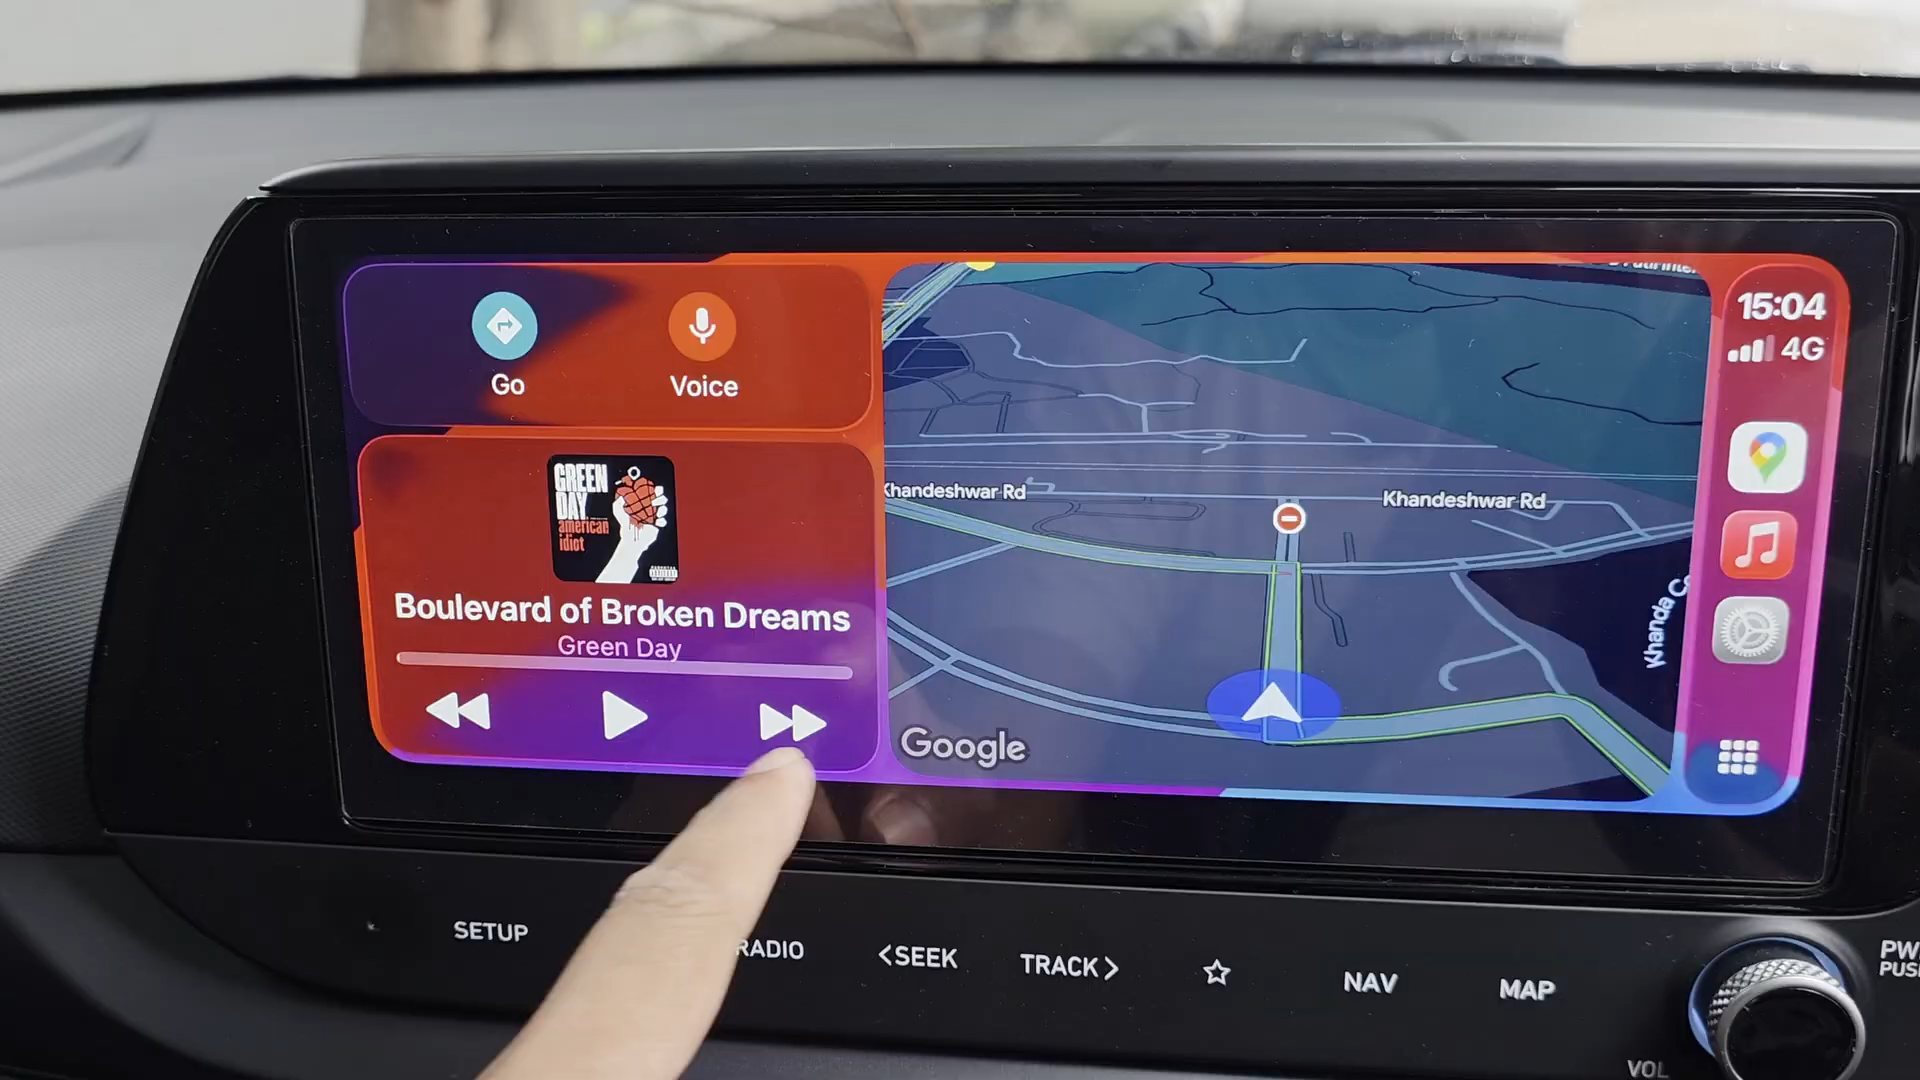 Go
Voice
GREEN
DAY
american
idiot
Boulevard of Broken Dreams
Green Day
Khandeshwar Rd
Khandeshwar Rd
Google
15:04
4G
SETUP
RADIO
<SEEK
TRACK>
☆
NAV
MAP
VOL